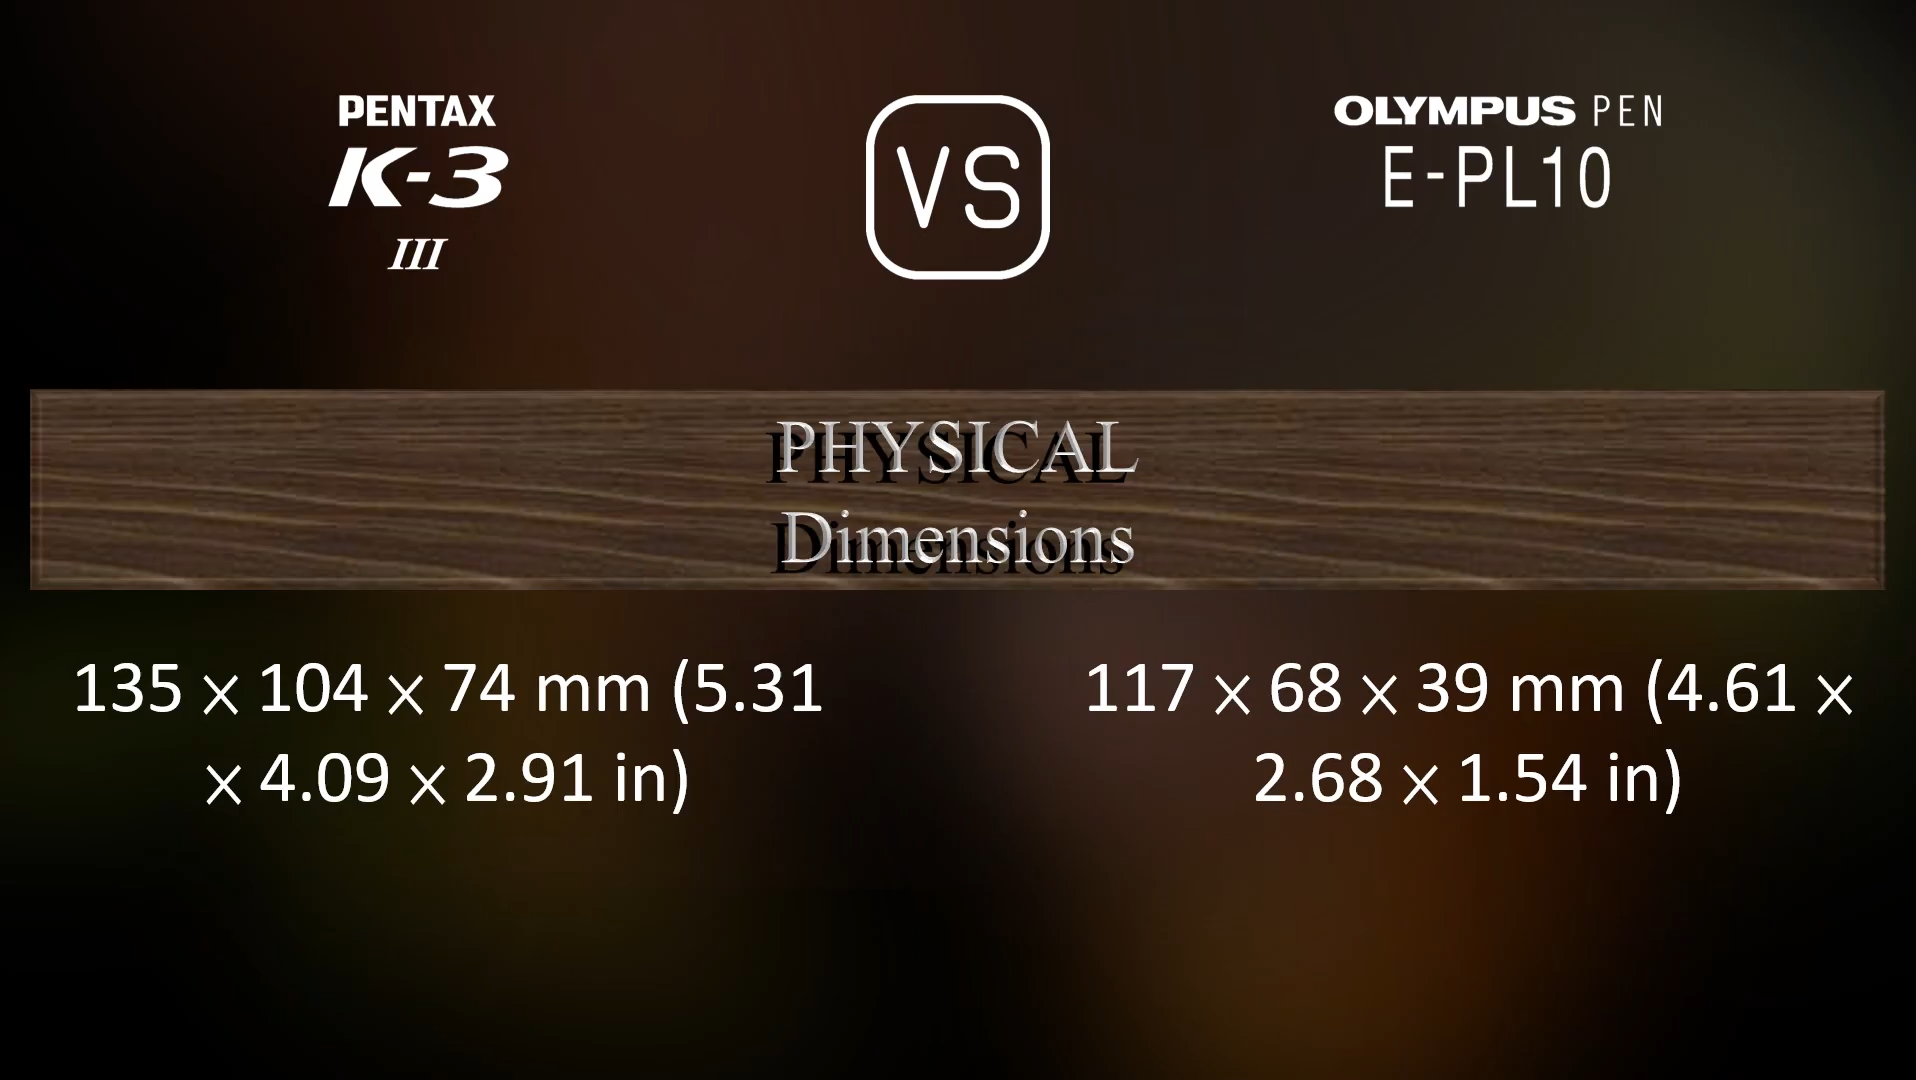 PENTAX
K-3
III
VS
OLYMPUS PEN
E-PL10
PHYSICAL
Dimensions
135 x 104 x 74 mm (5.31
x 4.09 x 2.91 in)
117 x 68 x 39 mm (4.61 x
2.68 x 1.54 in)